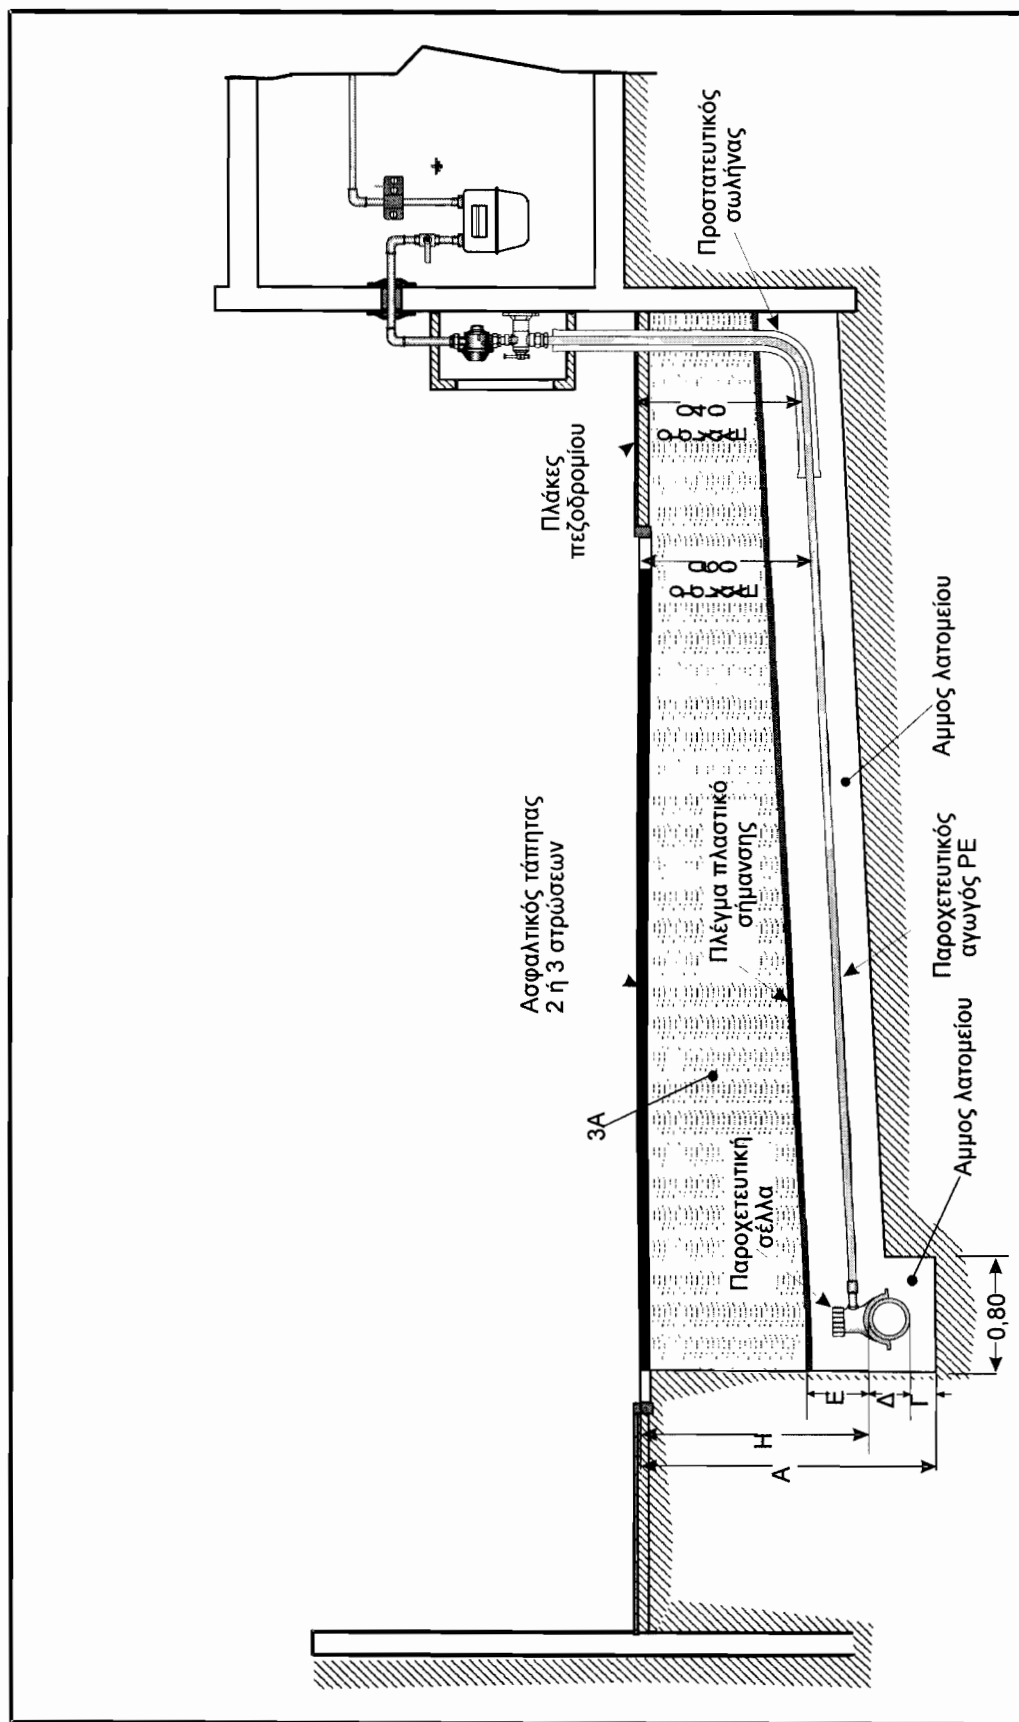 Ασφαλτικός τάπητας
2 ή 3 στρώσεων
Πλάκες
πεζοδρομίου
3Α
Παροχετευτική
σέλλα
Πλέγμα πλαστικό
σήμανσης
Προστατευτικός
σωλήνας
Α
Η
Ε
Δ
Γ
0,80
Αμμος λατομείου
Παροχετευτικός
αγωγός PE
Αμμος λατομείου